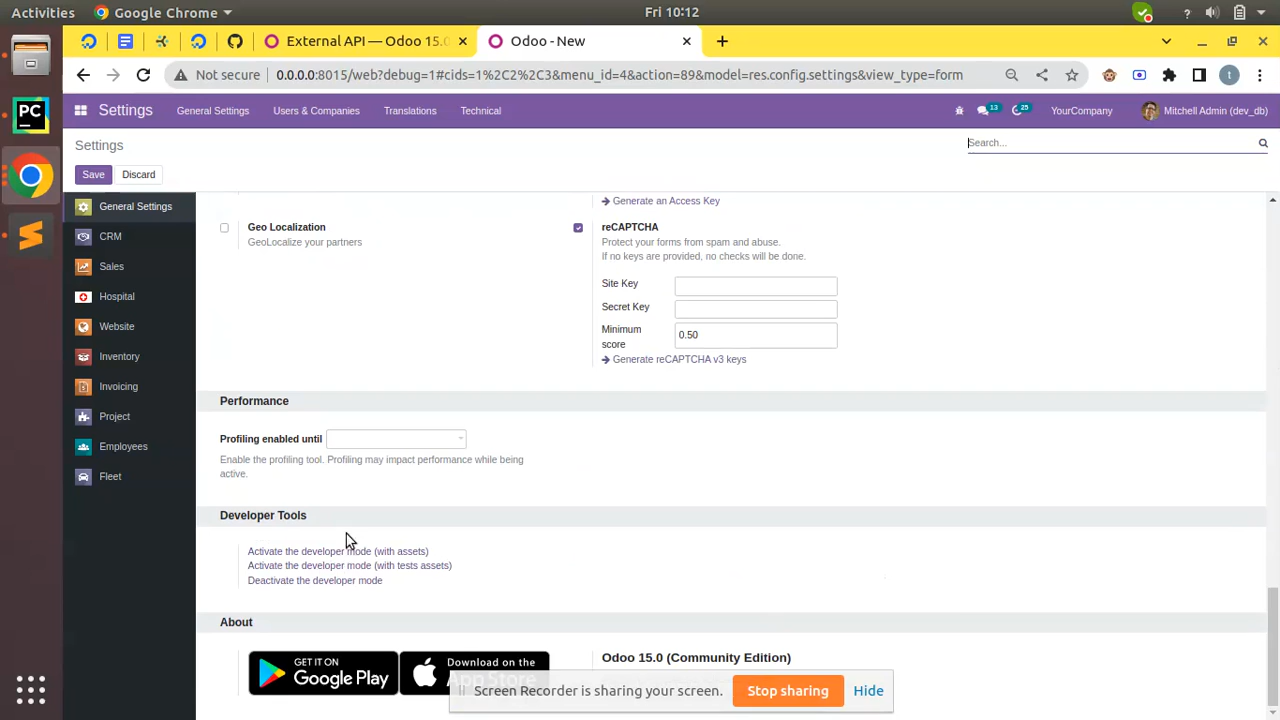 Activities
Google Chrome
Fri 10:12
External API — Odoo 15.0
Odoo - New
Not secure
0.0.0.0:8015/web?debug=1#cids=1%2C2%2C3&menu_id=4&action=89&model=res.config.settings&view_type=form
Settings
General Settings
Users & Companies
Translations
Technical
13
25
YourCompany
Mitchell Admin (dev_db)
Settings
Search...
Save
Discard
General Settings
CRM
Sales
Hospital
Website
Inventory
Invoicing
Project
Employees
Fleet
Generate an Access Key
Geo Localization
GeoLocalize your partners
reCAPTCHA
Protect your forms from spam and abuse.
If no keys are provided, no checks will be done.
Site Key
Secret Key
Minimum
score
0.50
Generate reCAPTCHA v3 keys
Performance
Profiling enabled until
Enable the profiling tool. Profiling may impact performance while being
active.
Developer Tools
Activate the developer mode (with assets)
Activate the developer mode (with tests assets)
Deactivate the developer mode
About
GET IT ON
Google Play
Download on the
App Store
Odoo 15.0 (Community Edition)
Screen Recorder is sharing your screen.
Stop sharing
Hide
PC
t